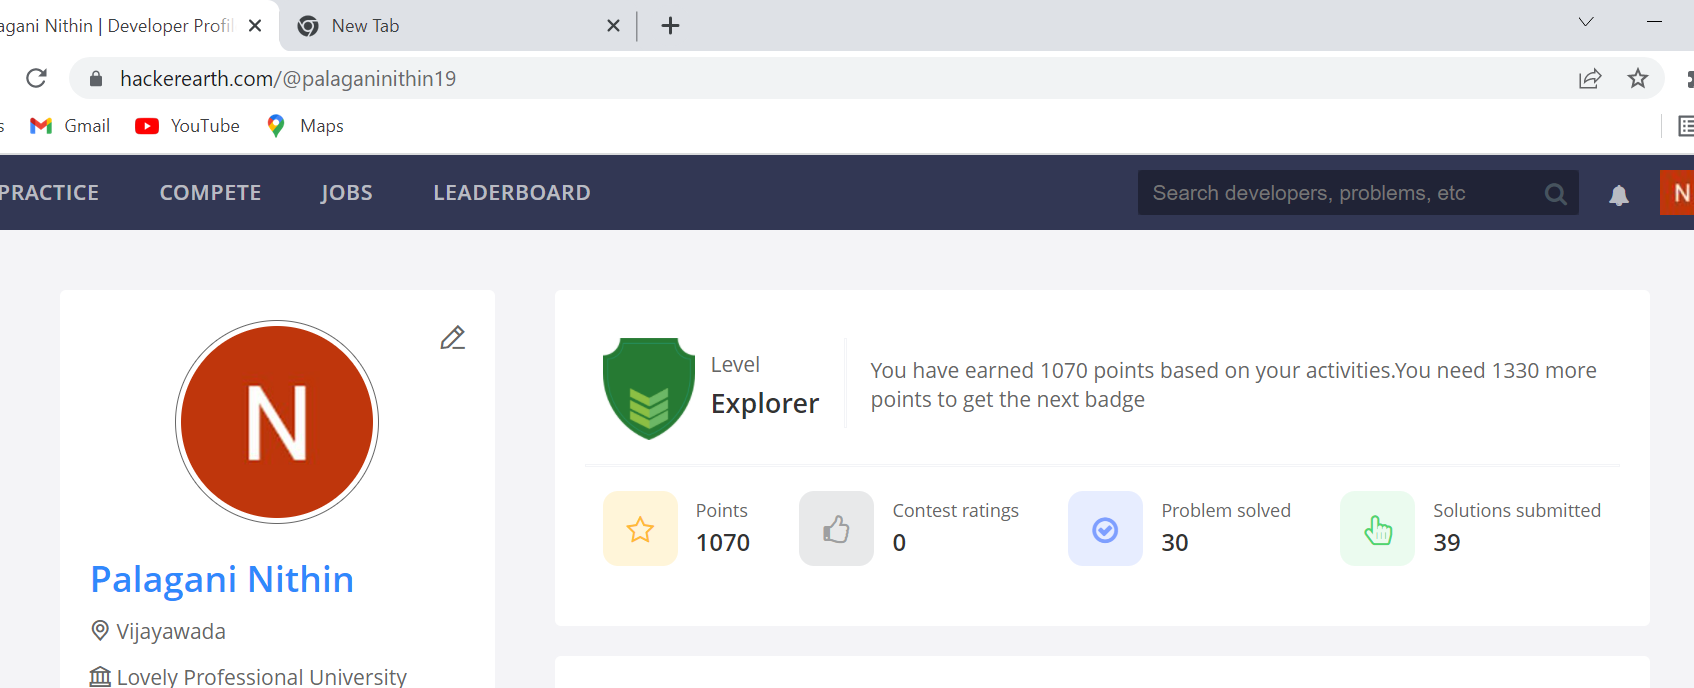 agani Nithin | Developer Profil
New Tab
hackerearth.com/@palaganinithin19
s Gmail YouTube Maps
PRACTICE COMPETE JOBS LEADERBOARD Search developers, problems, etc N
N
Palagani Nithin
Vijayawada
Lovely Professional University
Level
Explorer
You have earned 1070 points based on your activities.You need 1330 more
points to get the next badge
Points
1070
Contest ratings
0
Problem solved
30
Solutions submitted
39